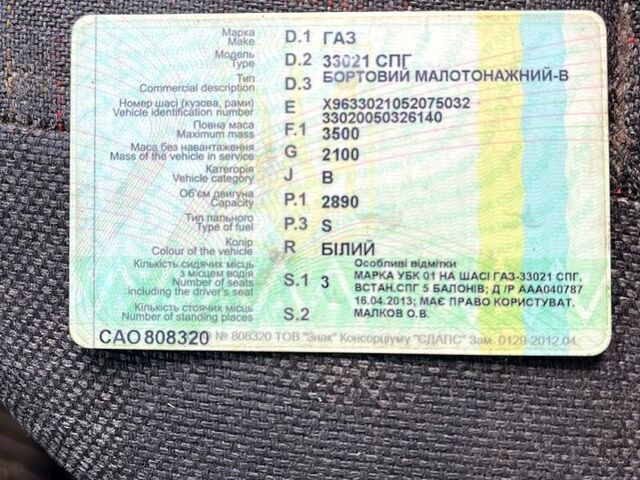 Марка
Make D.1 ГАЗ
Модель
Type D.2 33021 СПГ
Тип
Commercial description D.3 БОРТОВИЙ МАЛОТОНАЖНИЙ-В
Номер шасі (кузова, рами)
Vehicle identification number E X9633021052075032
33020050326140
Повна маса
Maximum mass F.1 3500
Маса без навантаження
Mass of the vehicle in service G 2100
Категорія
Vehicle category J B
Об'єм двигуна
Capacity P.1 2890
Тип пального
Type of fuel P.3 S
Колір
Colour of the vehicle R БІЛИЙ
Кількість сидячих місць
з місцем водія
Number of seats
including the driver's seat S.1 3
Особливі відмітки
МАРКА УБК 01 НА ШАСІ ГАЗ-33021 СПГ,
ВСТАН.СПГ 5 БАЛОНІВ; Д /Р ААА040787
16.04.2013; МАЄ ПРАВО КОРИСТУВАТ.
МАЛКОВ О.В.
Кількість стоячих місць
Number of standing places S.2
САО 808320 № 808320 ТОВ "Знак" Консорціуму "ЄДАПС" Зам. 0129-2012.04.